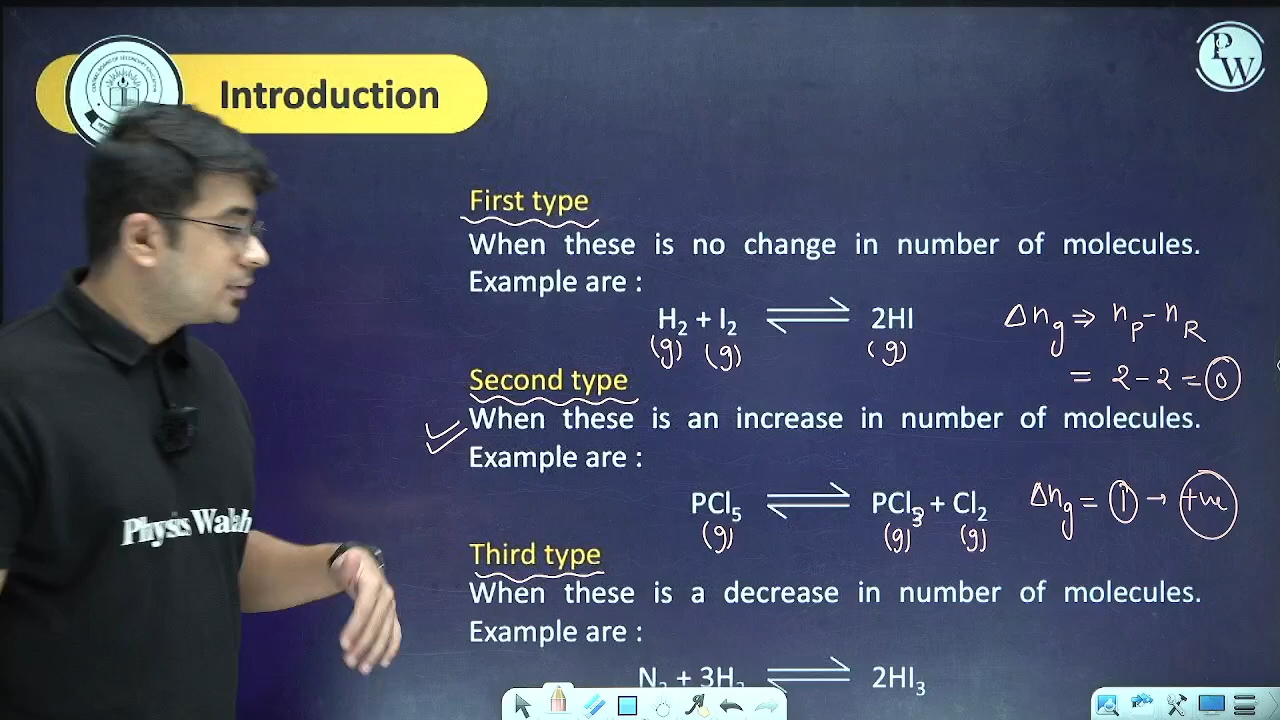 Introduction
PW
First type
When these is no change in number of molecules.
Example are :
H₂ + I₂ ⇌ 2HI
(g) (g) (g)
Δng ⇒ nP - nR
= 2 - 2 = 0
Second type
When these is an increase in number of molecules.
Example are :
PCl₅ ⇌ PCl₃ + Cl₂
(g) (g) (g)
Δng = 1 → +ve
Third type
When these is a decrease in number of molecules.
Example are :
N₂ + 3H₂ ⇌ 2HI₃
Physics Wallah